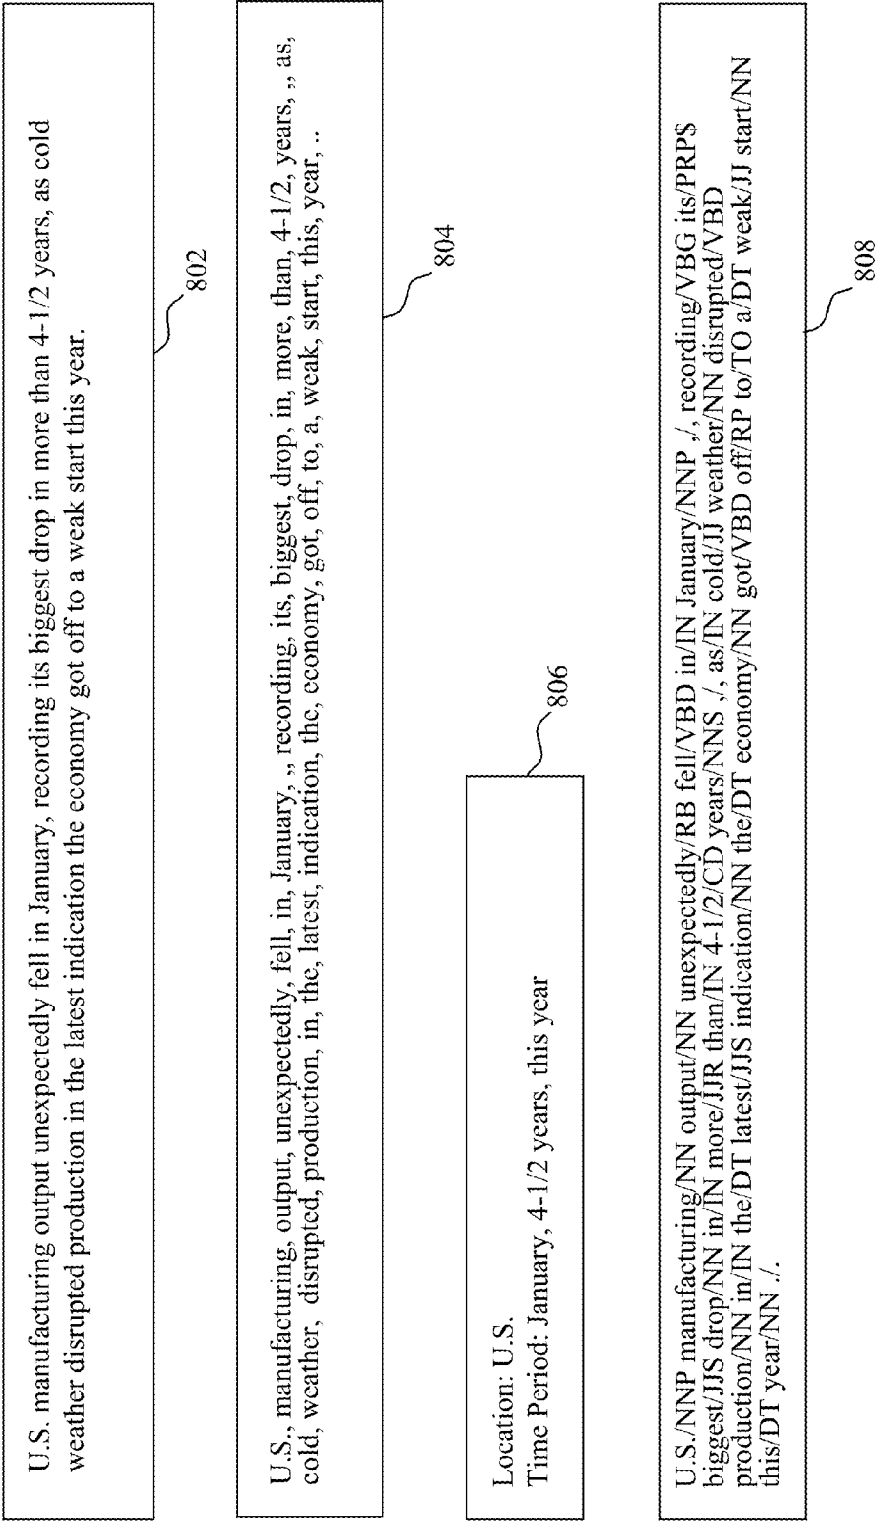 U.S. manufacturing output unexpectedly fell in January, recording its biggest drop in more than 4-1/2 years, as cold
weather disrupted production in the latest indication the economy got off to a weak start this year.
802
U.S., manufacturing, output, unexpectedly, fell, in, January, ,, recording, its, biggest, drop, in, more, than, 4-1/2, years, ,, as,
cold, weather, disrupted, production, in, the, latest, indication, the, economy, got, off, to, a, weak, start, this, year, ..
804
Location: U.S.
Time Period: January, 4-1/2 years, this year
806
U.S./NNP manufacturing/NN output/NN unexpectedly/RB fell/VBD in/IN January/NNP ,/, recording/VBG its/PRP$
biggest/JJS drop/NN in/IN more/JJR than/IN 4-1/2/CD years/NNS ,/, as/IN cold/JJ weather/NN disrupted/VBD
production/NN in/IN the/DT latest/JJS indication/NN the/DT economy/NN got/VBD off/RP to/TO a/DT weak/JJ start/NN
this/DT year/NN ./.
808